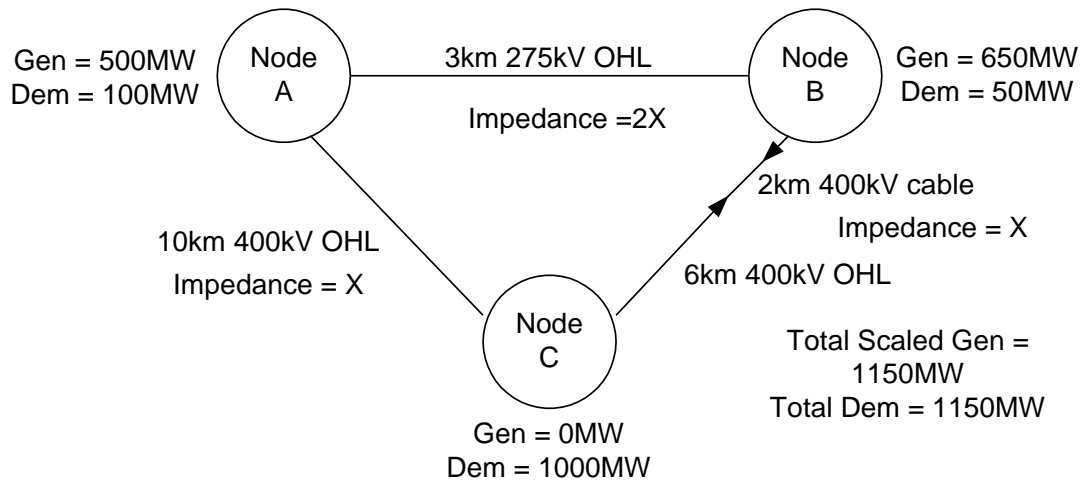 Gen = 500MW
Dem = 100MW
Node
A
3km 275kV OHL
Impedance =2X
Node
B
Gen = 650MW
Dem = 50MW
2km 400kV cable
Impedance = X
10km 400kV OHL
Impedance = X
6km 400kV OHL
Node
C
Gen = 0MW
Dem = 1000MW
Total Scaled Gen =
1150MW
Total Dem = 1150MW